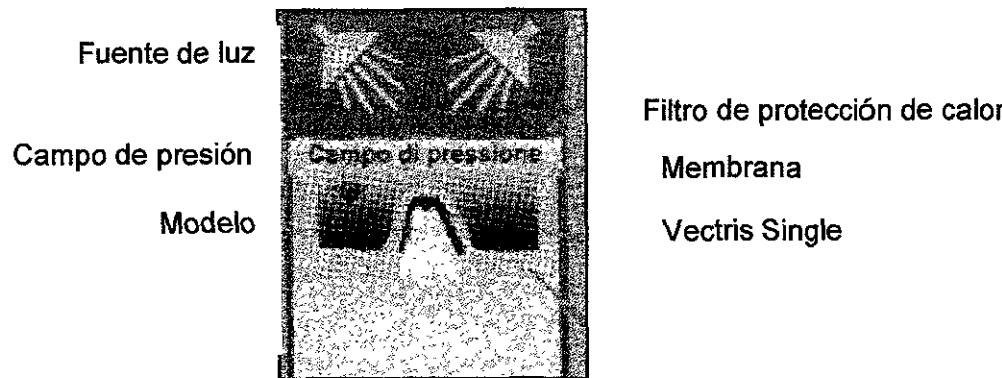 Fuente de luz
Filtro de protección de calor
Campo de presión
Campo di pressione
Membrana
Modelo
Vectris Single